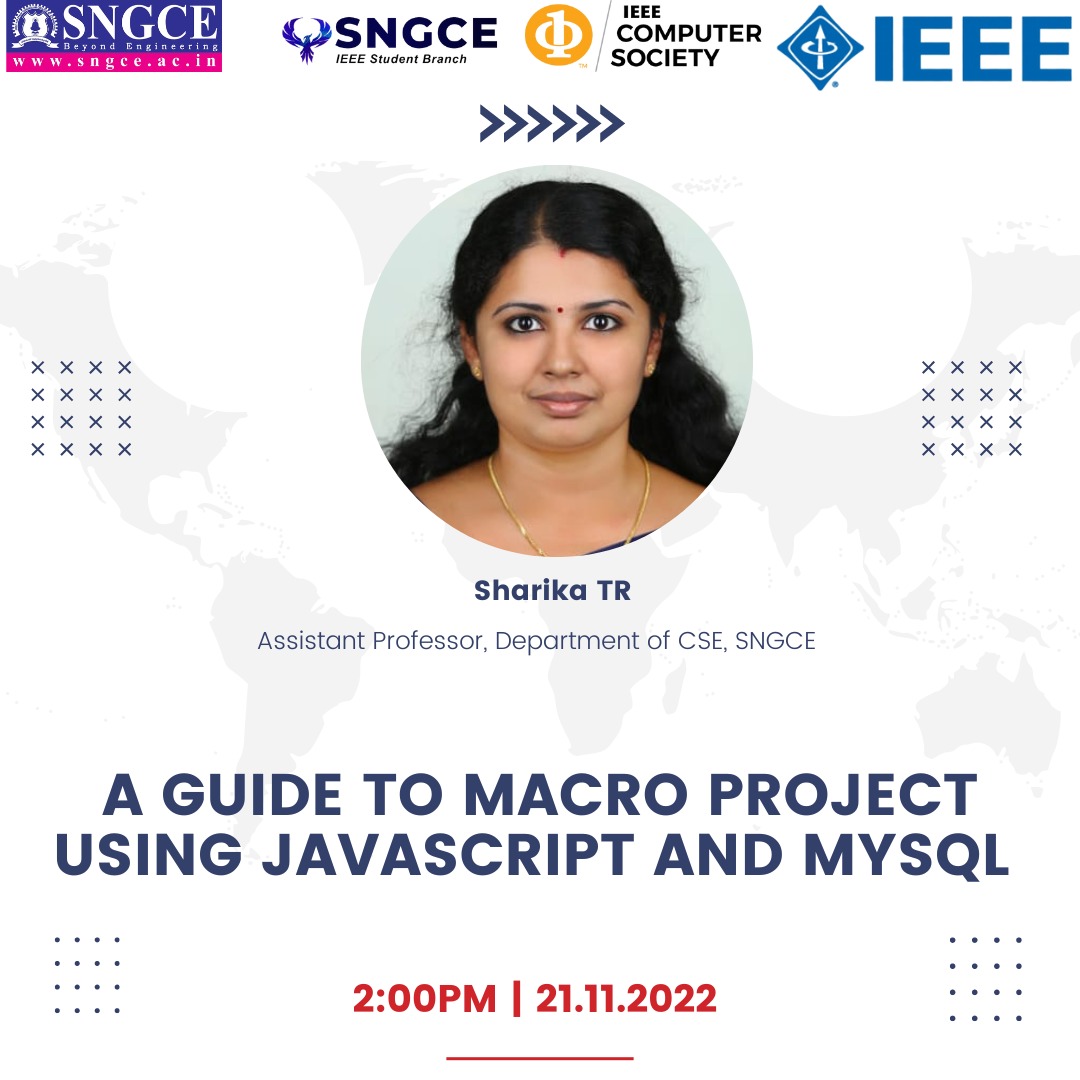 SNGCE
Beyond Engineering
www.sngce.ac.in
SNGCE
IEEE Student Branch
IEEE
COMPUTER
SOCIETY
TM
IEEE
®
Sharika TR
Assistant Professor, Department of CSE, SNGCE
A GUIDE TO MACRO PROJECT
USING JAVASCRIPT AND MYSQL
2:00PM | 21.11.2022